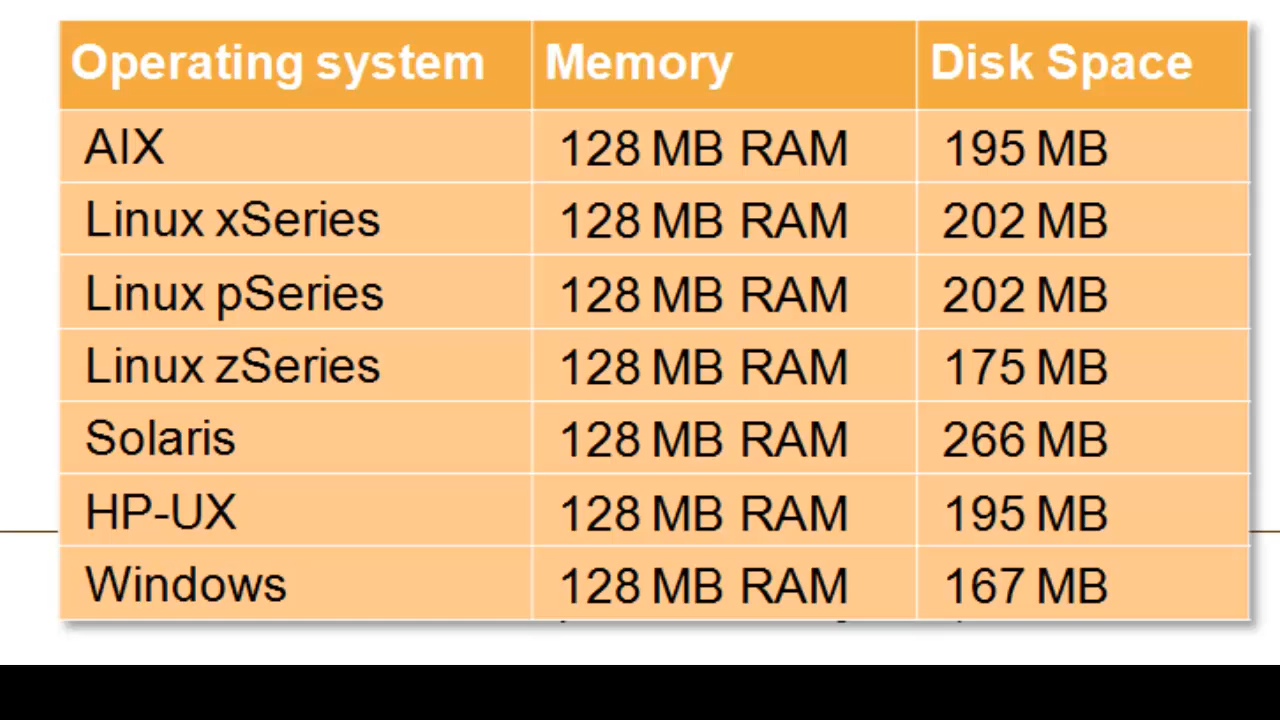 Operating system Memory Disk Space
AIX 128 MB RAM 195 MB
Linux xSeries 128 MB RAM 202 MB
Linux pSeries 128 MB RAM 202 MB
Linux zSeries 128 MB RAM 175 MB
Solaris 128 MB RAM 266 MB
HP-UX 128 MB RAM 195 MB
Windows 128 MB RAM 167 MB